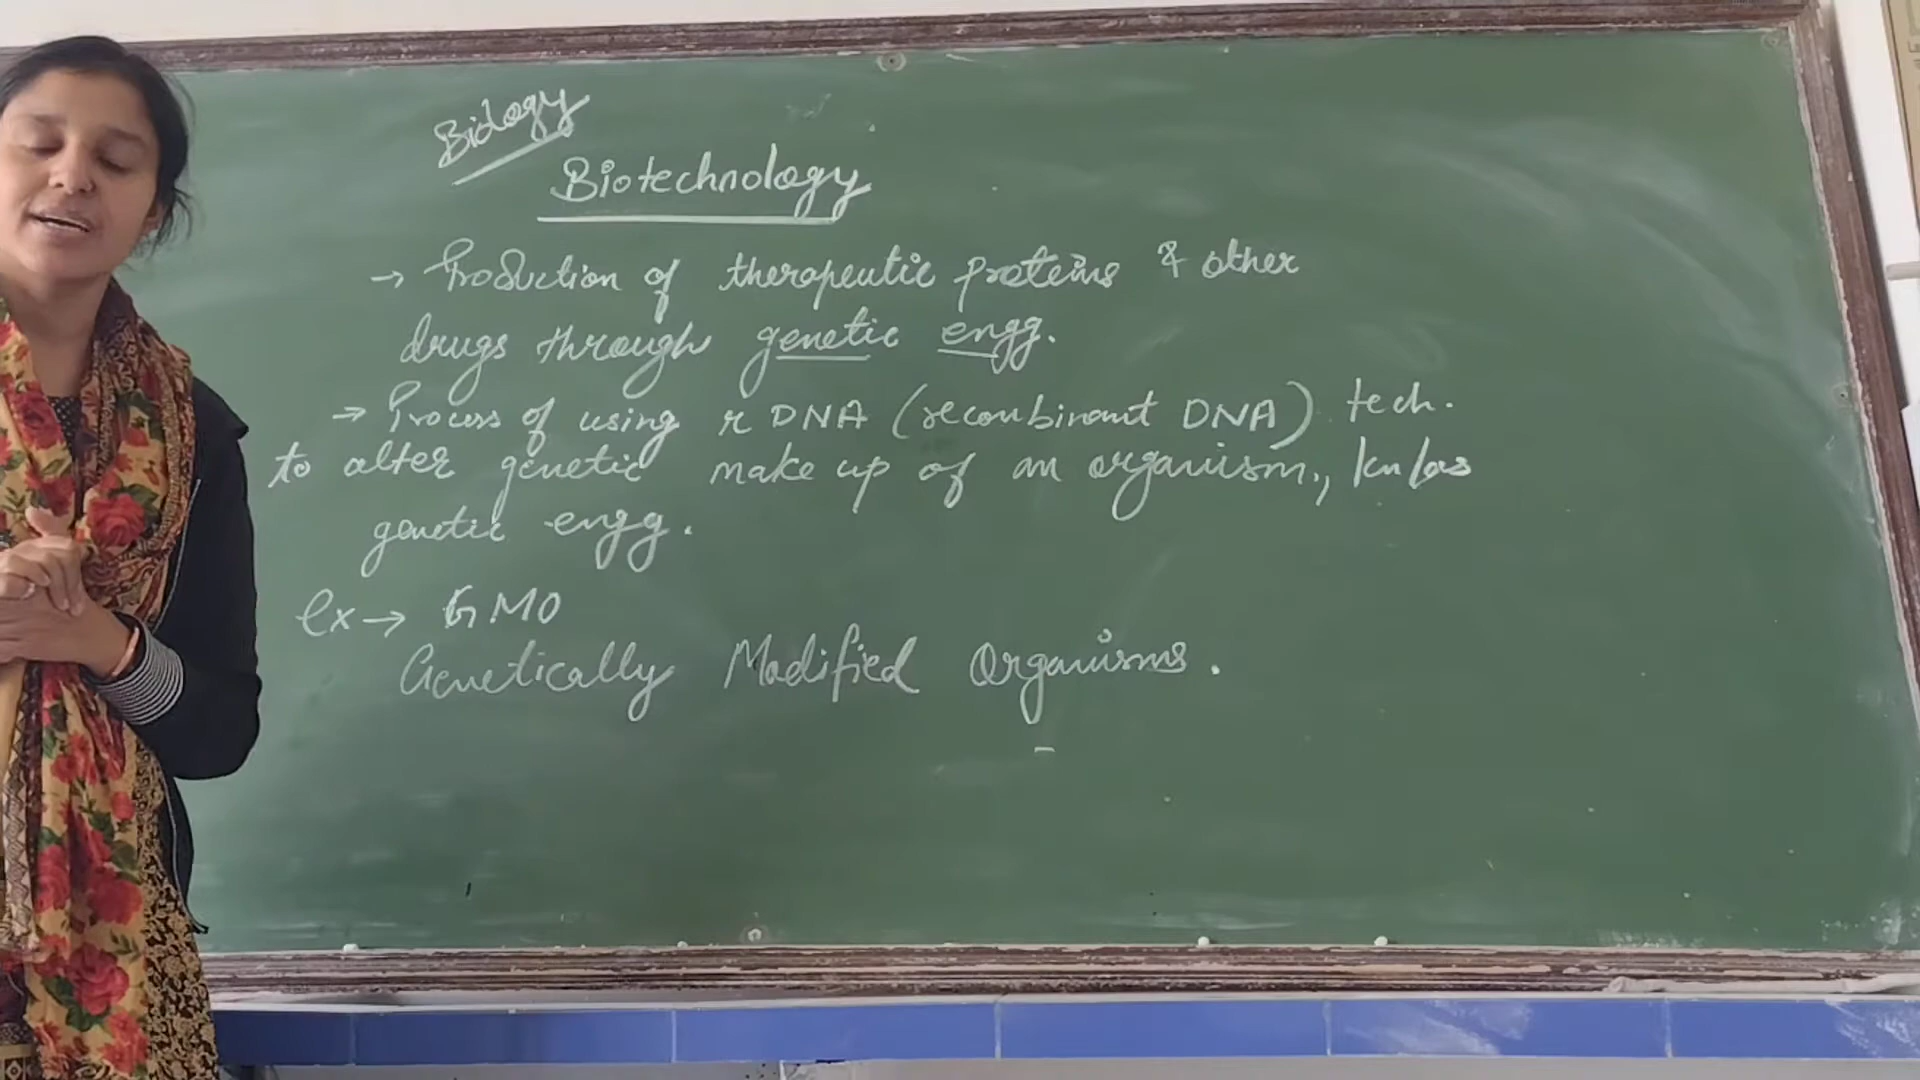 Biology
Biotechnology
→ Production of therapeutic proteins & other
drugs through genetic engg.
→ Process of using r DNA (recombinant DNA) tech.
to alter genetic make up of an organism, kn/as
genetic engg.
ex → GMO
Genetically Modified Organisms.